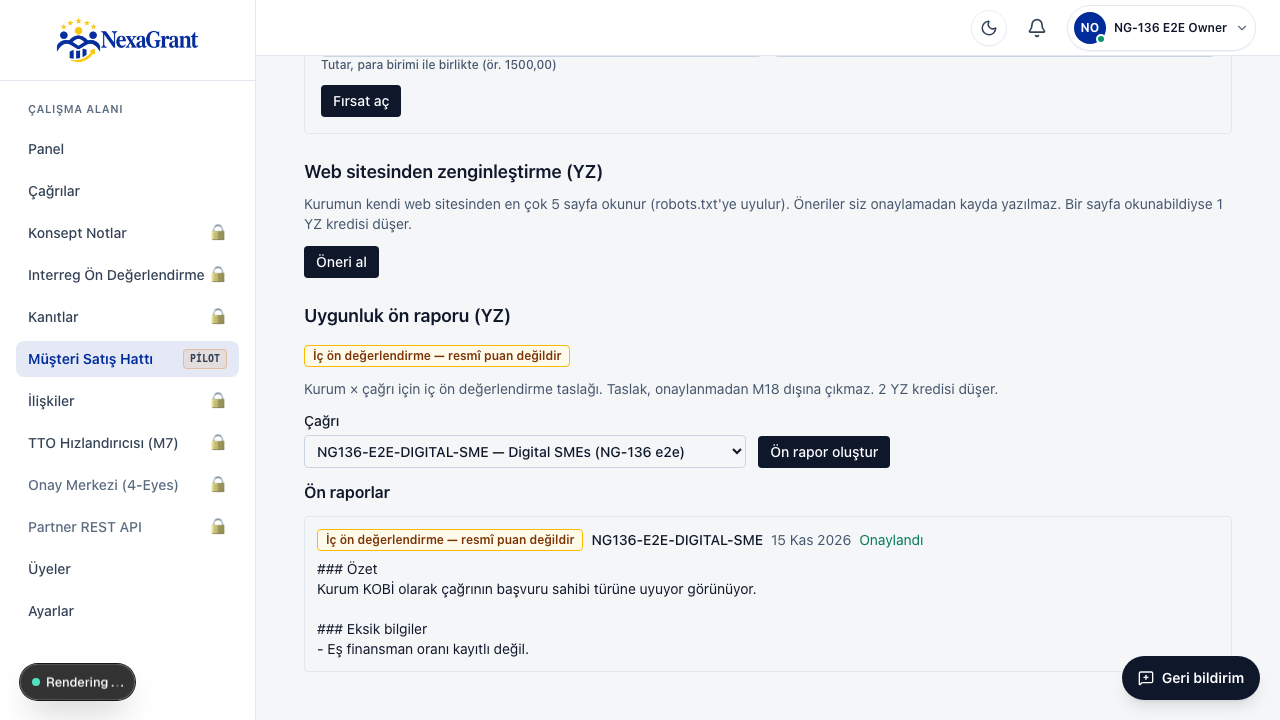 NexaGrant
NO
NG-136 E2E Owner
ÇALIŞMA ALANI
Panel
Çağrılar
Konsept Notlar
Interreg Ön Değerlendirme
Kanıtlar
Müşteri Satış Hattı
PİLOT
İlişkiler
TTO Hızlandırıcısı (M7)
Onay Merkezi (4-Eyes)
Partner REST API
Üyeler
Ayarlar
Rendering ...
Tutar, para birimi ile birlikte (ör. 1500,00)
Fırsat aç
Web sitesinden zenginleştirme (YZ)
Kurumun kendi web sitesinden en çok 5 sayfa okunur (robots.txt'ye uyulur). Öneriler siz onaylamadan kayda yazılmaz. Bir sayfa okunabildiyse 1
YZ kredisi düşer.
Öneri al
Uygunluk ön raporu (YZ)
İç ön değerlendirme — resmî puan değildir
Kurum × çağrı için iç ön değerlendirme taslağı. Taslak, onaylanmadan M18 dışına çıkmaz. 2 YZ kredisi düşer.
Çağrı
NG136-E2E-DIGITAL-SME — Digital SMEs (NG-136 e2e)
Ön rapor oluştur
Ön raporlar
İç ön değerlendirme — resmî puan değildir NG136-E2E-DIGITAL-SME 15 Kas 2026 Onaylandı
### Özet
Kurum KOBİ olarak çağrının başvuru sahibi türüne uyuyor görünüyor.
### Eksik bilgiler
- Eş finansman oranı kayıtlı değil.
Geri bildirim